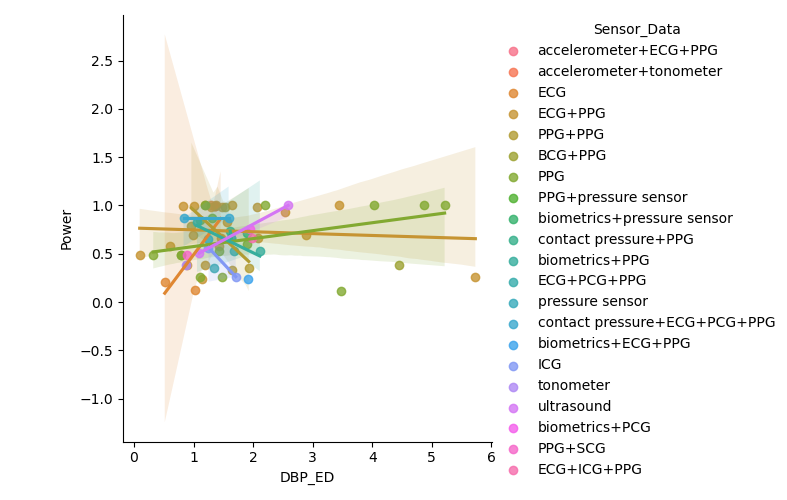 Sensor_Data
accelerometer+ECG+PPG
accelerometer+tonometer
ECG
ECG+PPG
PPG+PPG
BCG+PPG
PPG
PPG+pressure sensor
biometrics+pressure sensor
contact pressure+PPG
biometrics+PPG
ECG+PCG+PPG
pressure sensor
contact pressure+ECG+PCG+PPG
biometrics+ECG+PPG
ICG
tonometer
ultrasound
biometrics+PCG
PPG+SCG
ECG+ICG+PPG
Power
2.5
2.0
1.5
1.0
0.5
0.0
−0.5
−1.0
0 1 2 3 4 5 6
DBP_ED